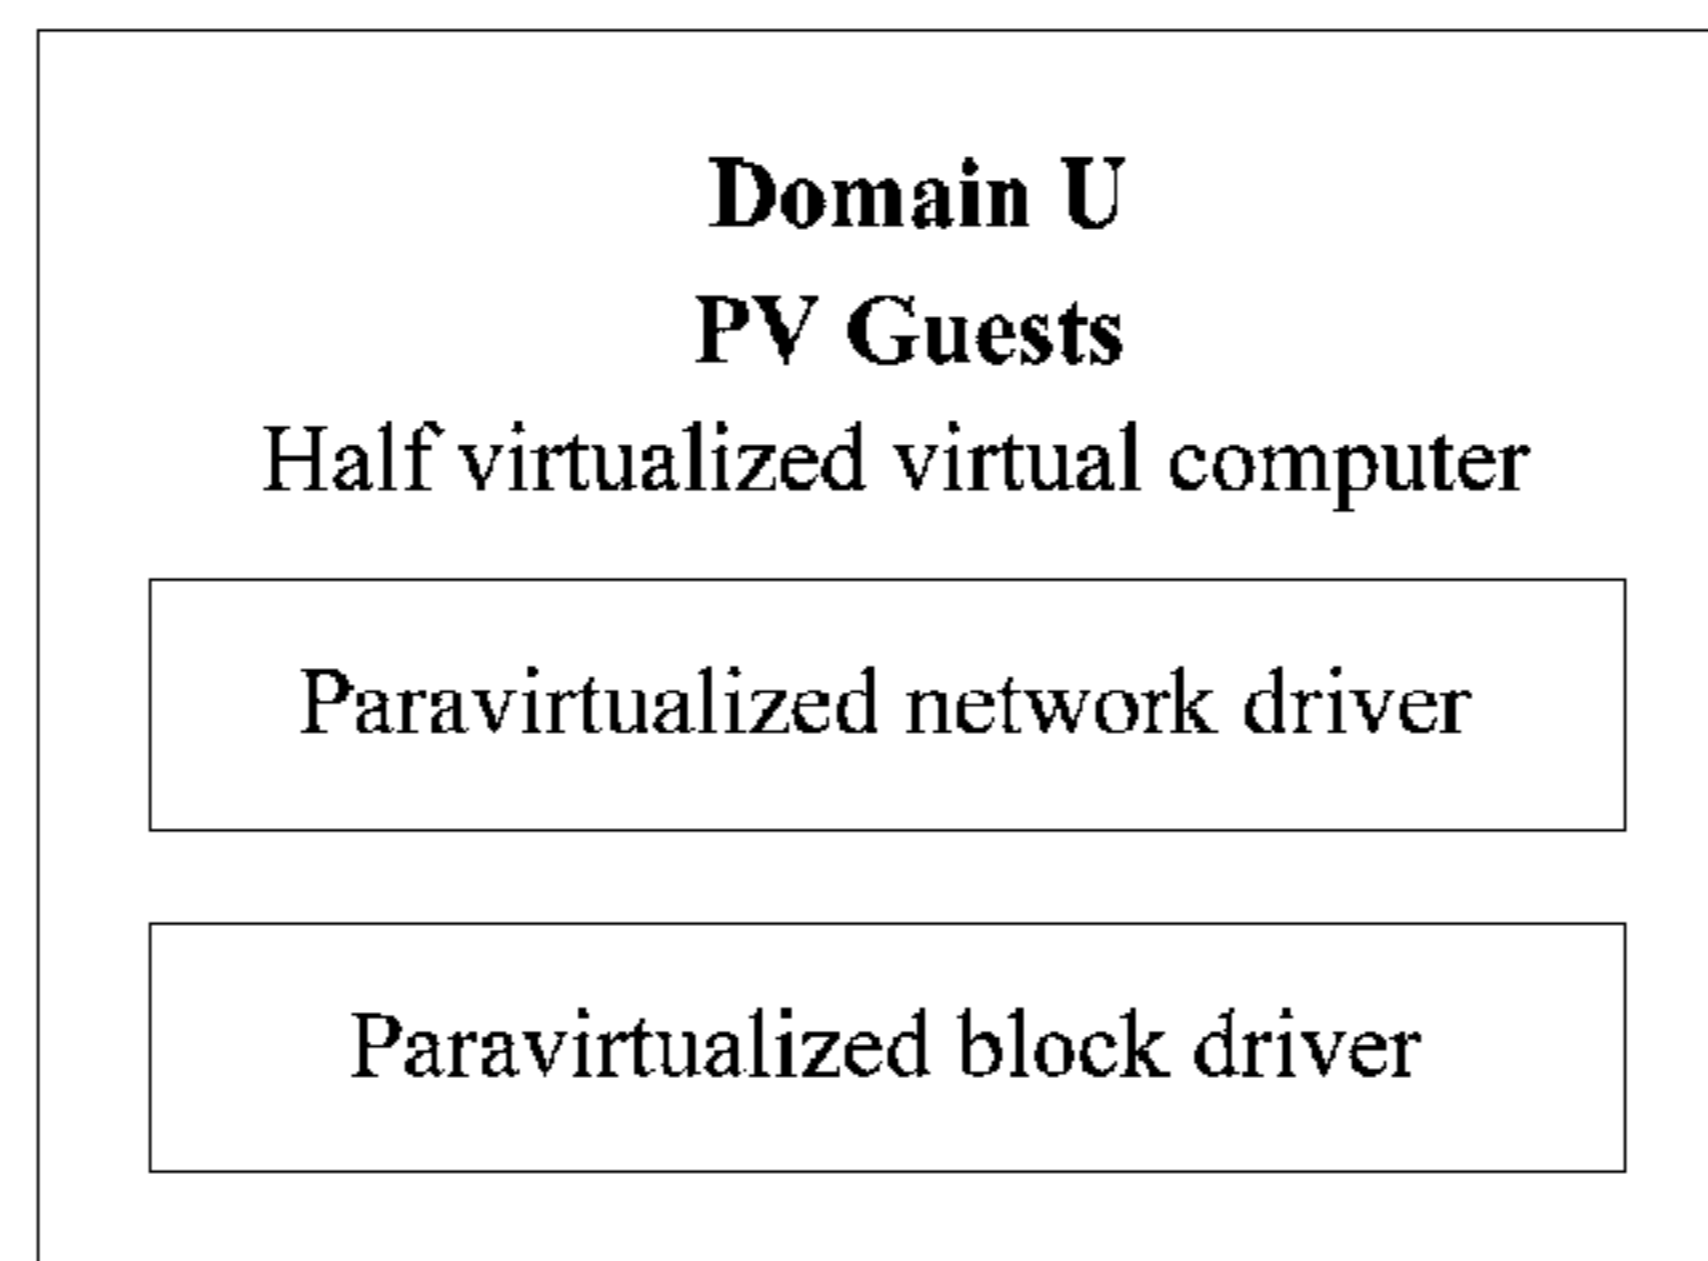 Domain U
PV Guests
Half virtualized virtual computer
Paravirtualized network driver
Paravirtualized block driver